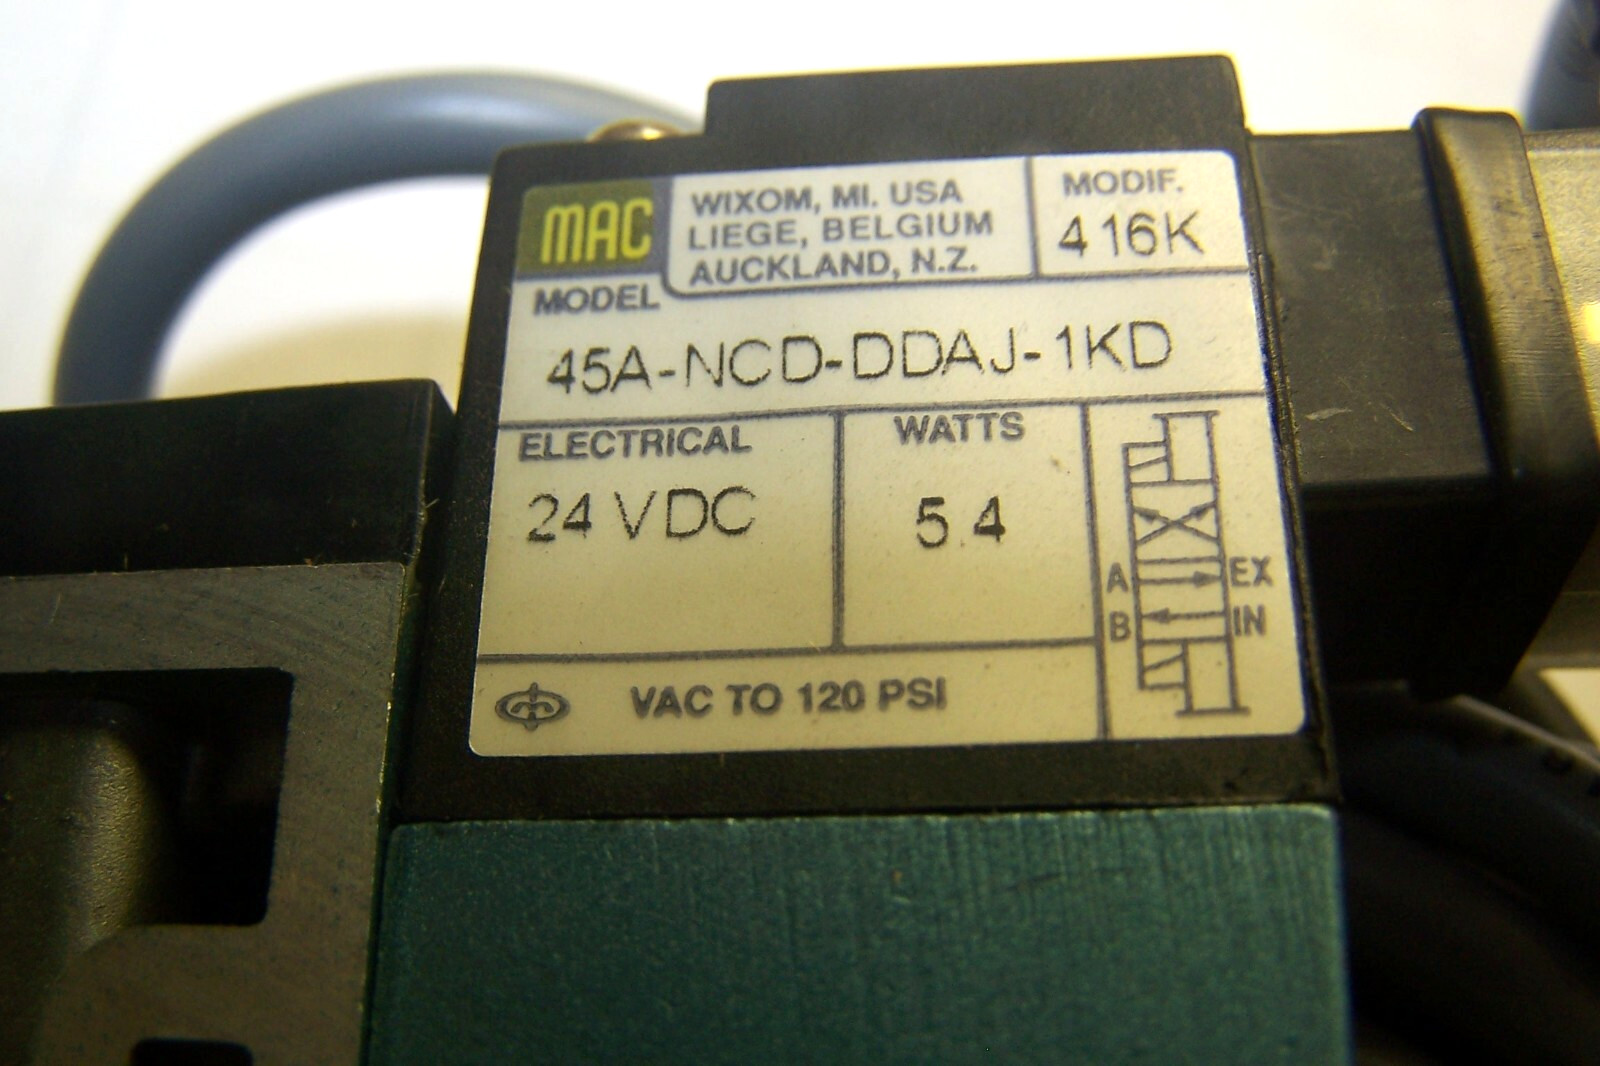 MAC
WIXOM, MI. USA
LIEGE, BELGIUM
AUCKLAND, N.Z.
MODIF.
416K
MODEL
45A-NCD-DDAJ-1KD
ELECTRICAL
24 VDC
WATTS
5.4
A EX
B IN
VAC TO 120 PSI